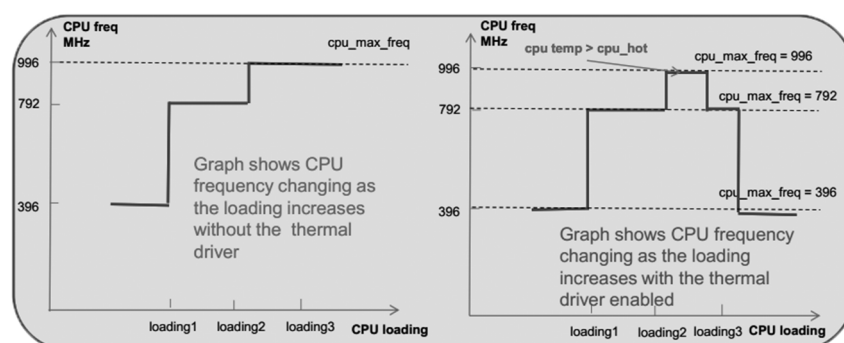 CPU freq
MHz
cpu_max_freq
996
792
396
Graph shows CPU
frequency changing as
the loading increases
without the thermal
driver
loading1
loading2
loading3
CPU loading
CPU freq
MHz
cpu temp > cpu_hot
cpu_max_freq = 996
996
cpu_max_freq = 792
792
cpu_max_freq = 396
396
Graph shows CPU frequency
changing as the loading
increases with the thermal
driver enabled
loading1
loading2
loading3
CPU loading